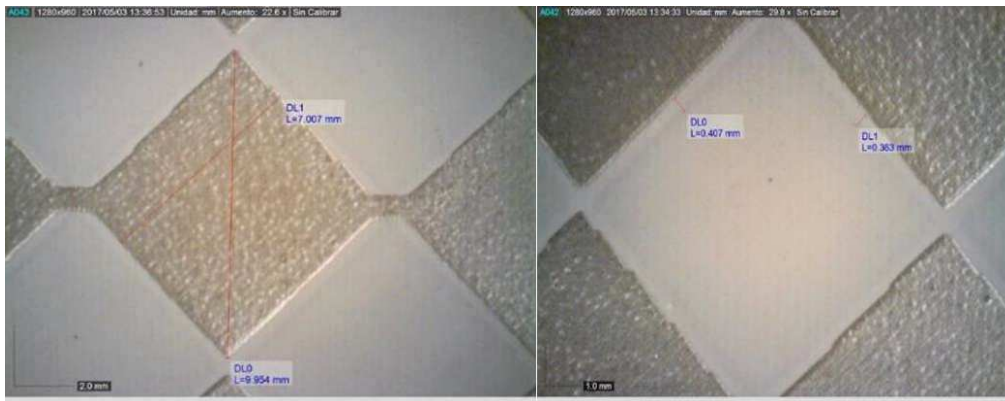 A043 1280x960 2017/05/03 13:36:53 Unidad: mm Aumento: 22.6 x Sin Calibrar
DL1
L=7.007 mm
DL0
L=9.954 mm
2.0 mm
A042 1280x960 2017/05/03 13:34:33 Unidad: mm Aumento: 29.8 x Sin Calibrar
DL0
L=0.407 mm
DL1
L=0.363 mm
1.0 mm